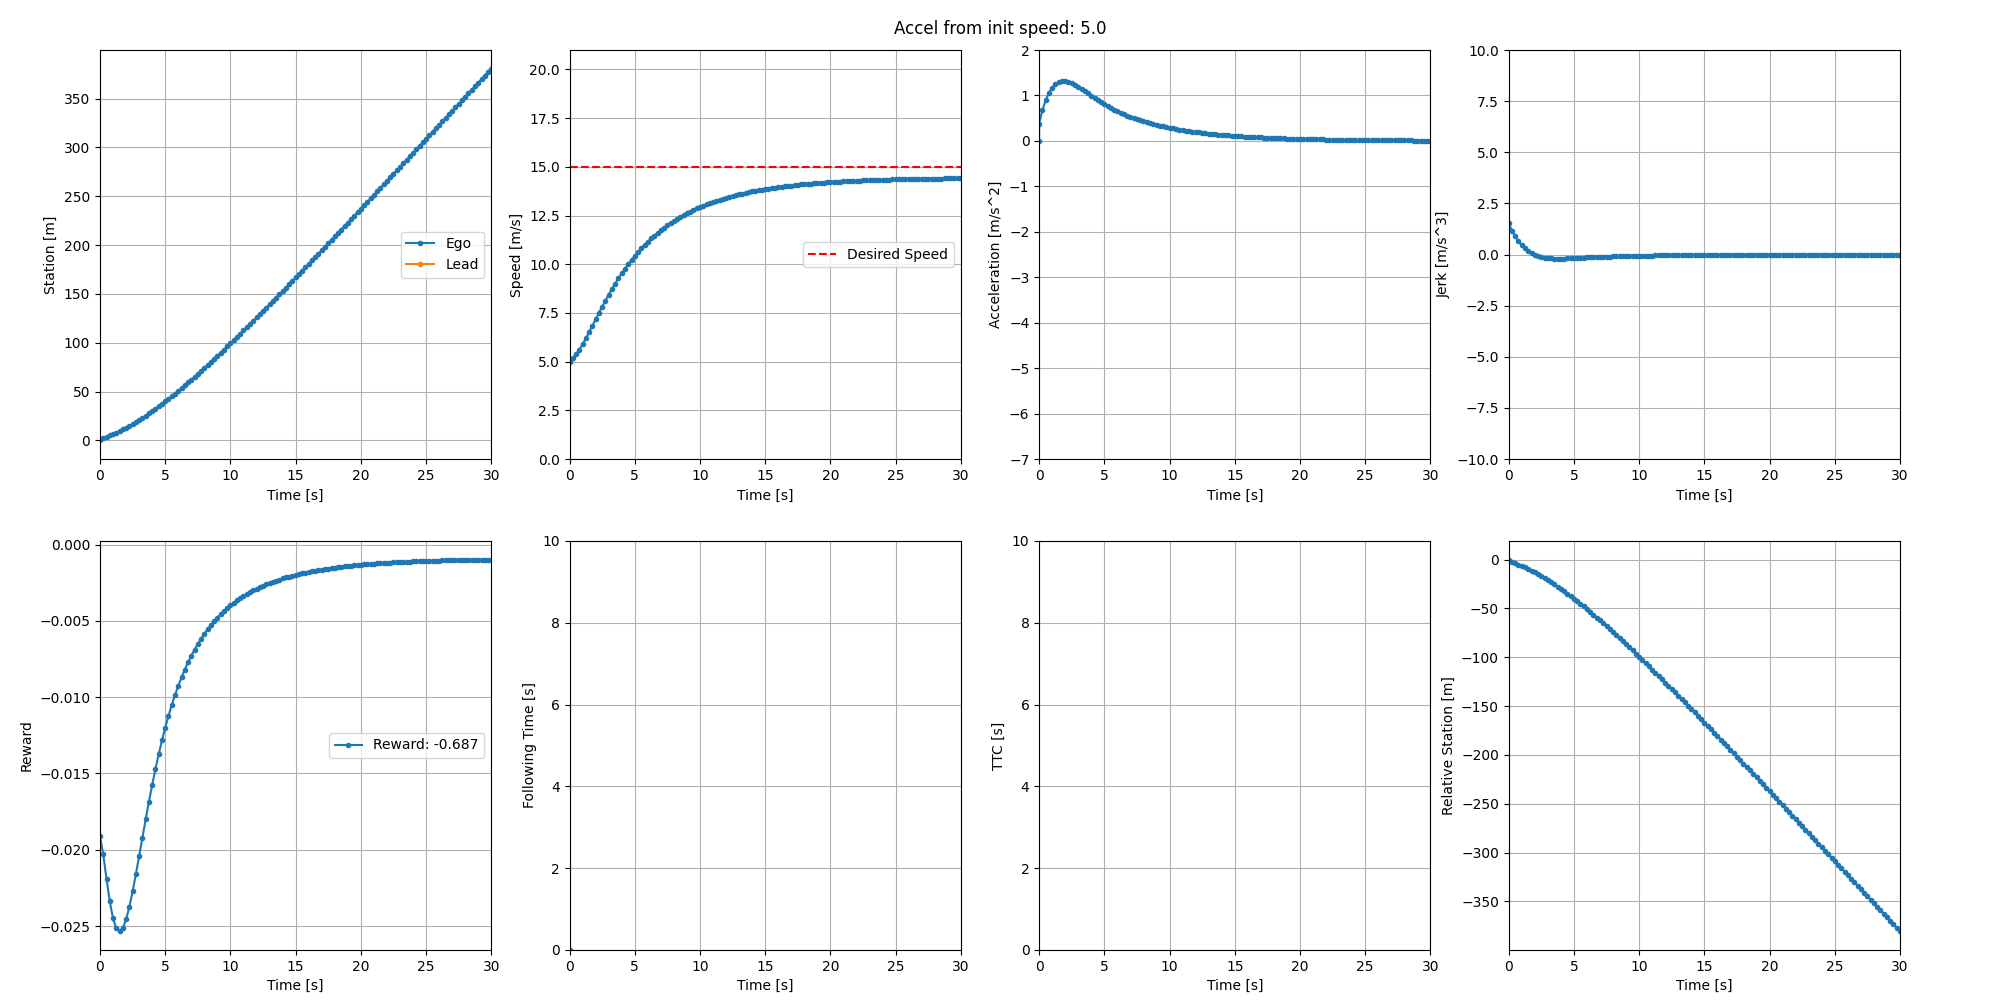 Accel from init speed: 5.0
Station [m]
350
300
250
200
150
100
50
0
Ego
Lead
0 5 10 15 20 25 30
Time [s]
Speed [m/s]
20.0
17.5
15.0
12.5
10.0
7.5
5.0
2.5
0.0
Desired Speed
0 5 10 15 20 25 30
Time [s]
Acceleration [m/s^2]
2
1
0
−1
−2
−3
−4
−5
−6
−7
0 5 10 15 20 25 30
Time [s]
Jerk [m/s^3]
10.0
7.5
5.0
2.5
0.0
−2.5
−5.0
−7.5
−10.0
0 5 10 15 20 25 30
Time [s]
Reward
0.000
−0.005
−0.010
−0.015
−0.020
−0.025
Reward: -0.687
0 5 10 15 20 25 30
Time [s]
Following Time [s]
10
8
6
4
2
0
0 5 10 15 20 25 30
Time [s]
TTC [s]
10
8
6
4
2
0
0 5 10 15 20 25 30
Time [s]
Relative Station [m]
0
−50
−100
−150
−200
−250
−300
−350
0 5 10 15 20 25 30
Time [s]